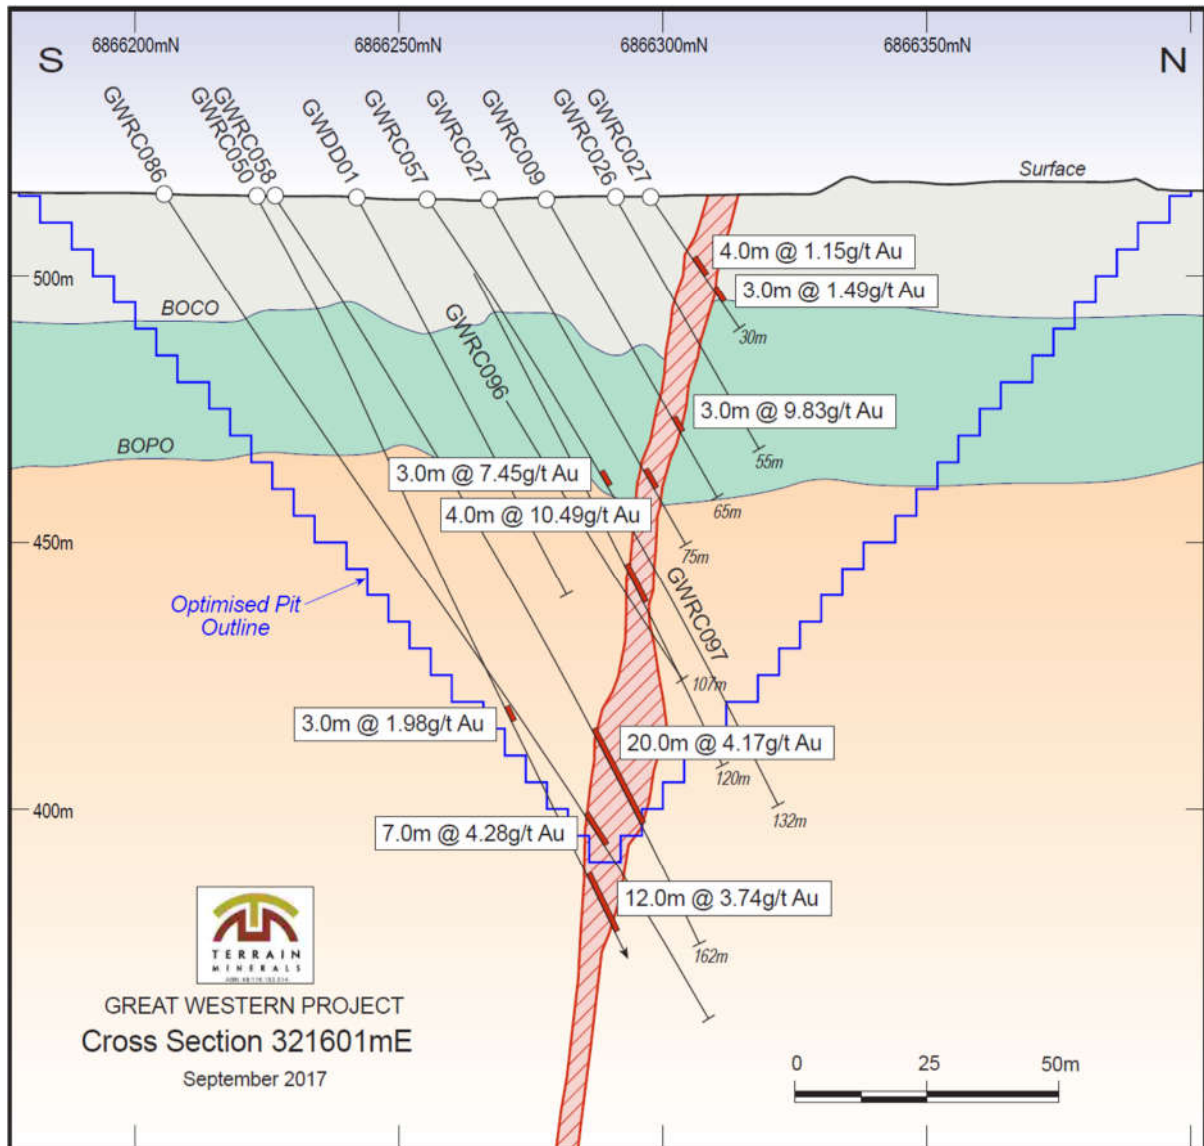 6866200mN
6866250mN
6866300mN
6866350mN
S
N
GWRC086
GWRC050
GWRC058
GWDD01
GWRC057
GWRC027
GWRC009
GWRC026
GWRC027
Surface
4.0m @ 1.15g/t Au
500m
3.0m @ 1.49g/t Au
BOCO
30m
GWRC096
3.0m @ 9.83g/t Au
BOPO
55m
3.0m @ 7.45g/t Au
65m
4.0m @ 10.49g/t Au
450m
75m
Optimised Pit
Outline
GWRC097
107m
3.0m @ 1.98g/t Au
20.0m @ 4.17g/t Au
120m
400m
132m
7.0m @ 4.28g/t Au
12.0m @ 3.74g/t Au
162m
TERRAIN
MINERALS
GREAT WESTERN PROJECT
Cross Section 321601mE
September 2017
0
25
50m